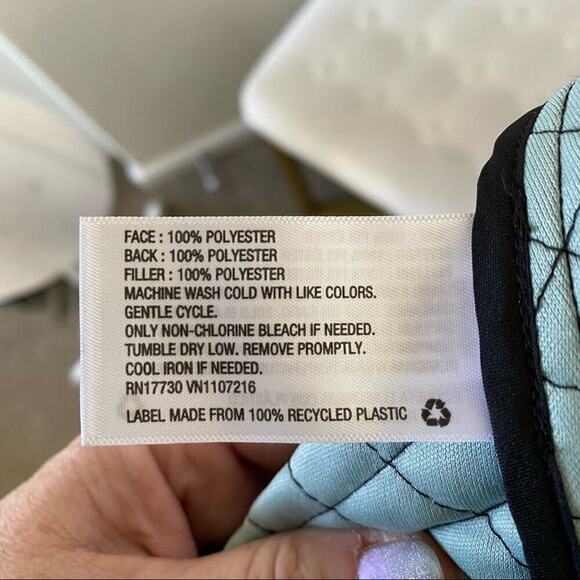 FACE : 100% POLYESTER
BACK : 100% POLYESTER
FILLER : 100% POLYESTER
MACHINE WASH COLD WITH LIKE COLORS.
GENTLE CYCLE.
ONLY NON-CHLORINE BLEACH IF NEEDED.
TUMBLE DRY LOW. REMOVE PROMPTLY.
COOL IRON IF NEEDED.
RN17730 VN1107216
LABEL MADE FROM 100% RECYCLED PLASTIC